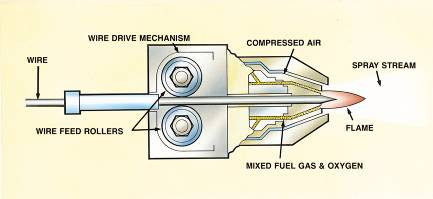 WIRE DRIVE MECHANISM
COMPRESSED AIR
WIRE
SPRAY STREAM
WIRE FEED ROLLERS
FLAME
MIXED FUEL GAS & OXYGEN